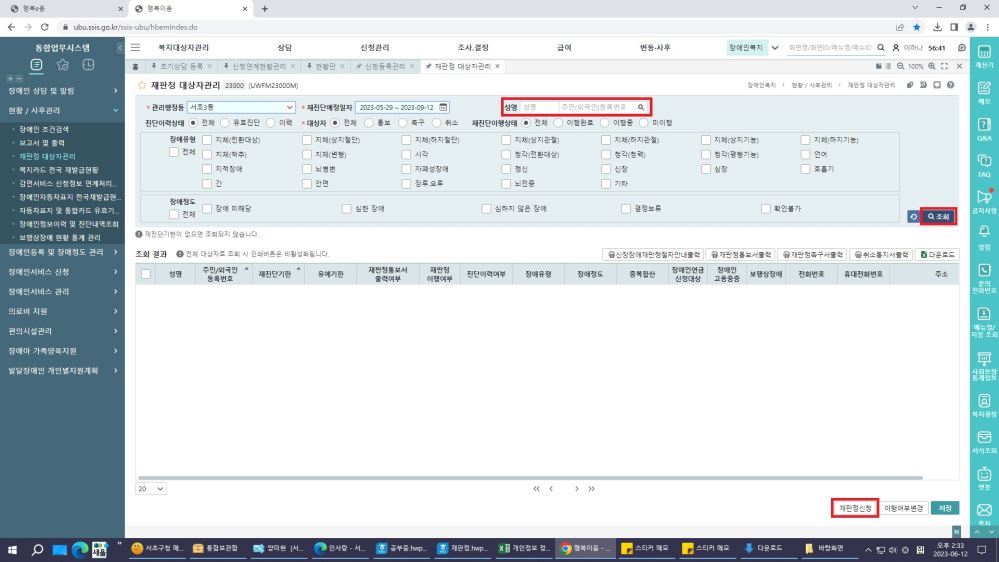 행복e음
행복이음
ubu.ssis.go.kr/ssis-ubu/hbemIndex.do
통합업무시스템
복지대상자관리 상담 신청관리 조사.결정 급여 변동·사후
장애인복지 화면명/화면ID/메뉴명/메뉴ID 이하나 56:41
초기상담 등록 신청연계현황관리 현황판 신청등록관리 재판정 대상자관리 100%
장애인 상담 및 알림
현황 / 사후관리
장애인 조건검색
보고서 및 출력
재판정 대상자관리
복지카드 전국 재발급현황
감면서비스 신청정보 연계처리...
장애인자동차표지 전국재발급현...
자동차표지 및 통합카드 유효기...
장애인정보이력 및 진단내역조회
보행상장애 현황 통계 관리
장애인등록 및 장애정도 관리
장애인서비스 신청
장애인서비스 관리
의료비 지원
편의시설관리
장애아 가족양육지원
발달장애인 개인별지원계획
재판정 대상자관리 23000 (UWFM23000M)
장애인복지 현황 / 사후관리 재판정 대상자관리
* 관리행정동 서초3동 * 재진단예정일자 2023-05-29 ~ 2023-09-12 성명 성명 주민(외국인)등록번호
진단이력상태 전체 유효진단 이력 * 대상자 전체 통보 촉구 취소 재진단이행상태 전체 이행완료 이행중 미이행
장애유형 전체
지체(전환대상) 지체(상지절단) 지체(하지절단) 지체(상지관절) 지체(하지관절) 지체(상지기능) 지체(하지기능)
지체(척추) 지체(변형) 시각 청각(전환대상) 청각(청력) 청각(평형기능) 언어
지적장애 뇌병변 자폐성장애 정신 신장 심장 호흡기
간 안면 장루.요루 뇌전증 기타
장애정도 전체
장애 미해당 심한 장애 심하지 않은 장애 결정보류 확인불가
조회
재진단기한이 없으면 조회되지 않습니다.
조회 결과 전체 대상자로 조회 시 인쇄버튼은 비활성화됩니다.
신장장애재판정절차안내출력 재판정통보서출력 재판정촉구서출력 취소통지서출력 다운로드
성명 주민/외국인등록번호 재진단기한 유예기한 재판정통보서출력여부 재판정이행여부 진단이력여부 장애유형 장애정도 중복합산 장애인연금신청대상 장애인고용중증 보행상장애 전화번호 휴대전화번호 주소
20
재판정신청 이행여부변경 저장
계산기
메모
Q&A
FAQ
공지사항
알림
문의
전화번호
메뉴얼/
지침 조회
사회보장
통계정보
복지광장
서식조회
챗봇
서초구청 메...
통합보관함
양미현 (서...
인사랑 - 서...
공부중.hwp...
재판정.hwp...
개인정보 정...
행복이음 - ...
스티커 메모
스티커 메모
다운로드
바탕화면
오후 2:33
2023-06-12